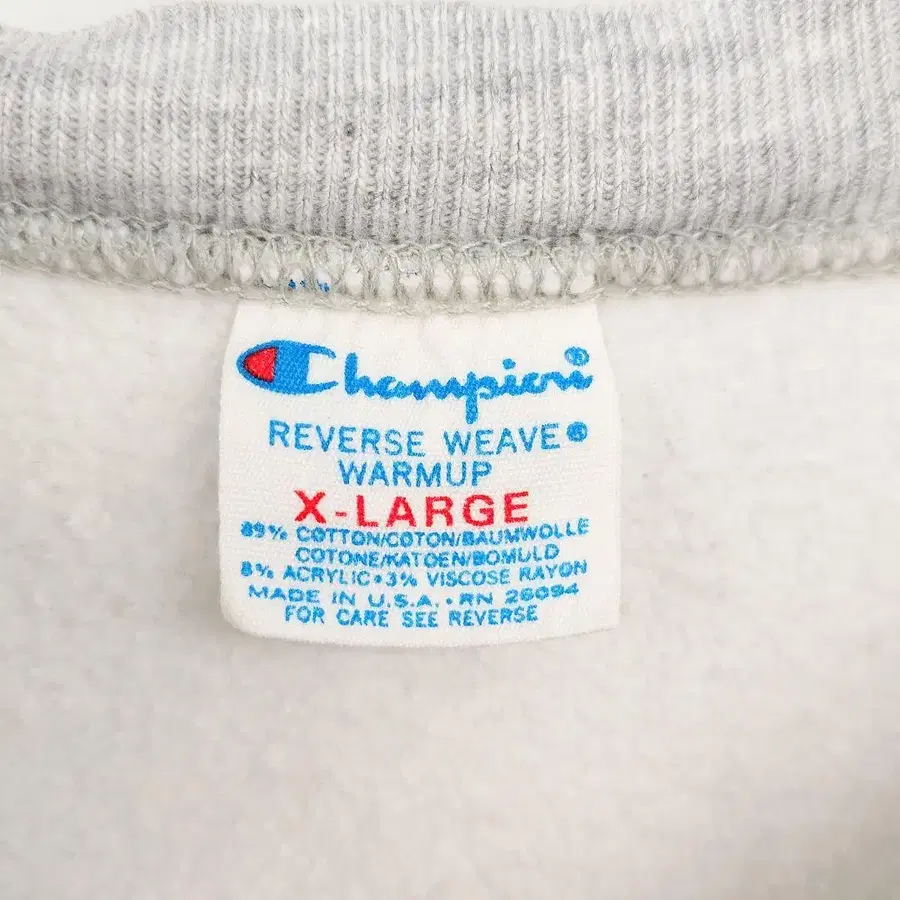 Champion®
REVERSE WEAVE®
WARMUP
X-LARGE
89% COTTON/COTON/BAUMWOLLE
COTONE/KATOEN/BOMULD
8% ACRYLIC•3% VISCOSE RAYON
MADE IN U.S.A.•RN 26094
FOR CARE SEE REVERSE